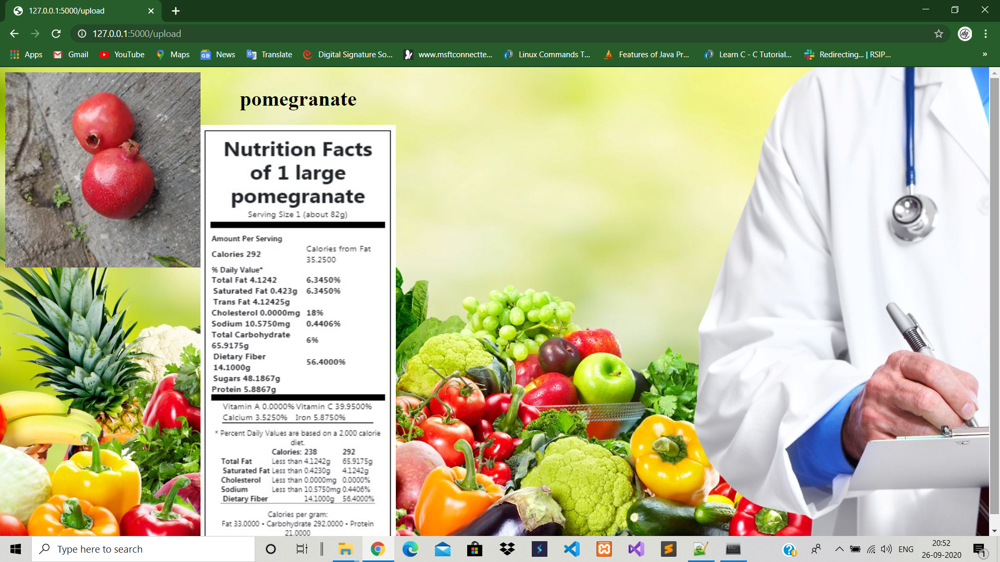 127.0.0.1:5000/upload
127.0.0.1:5000/upload
Apps Gmail YouTube Maps News Translate Digital Signature So... www.msftconnectte... Linux Commands T... Features of Java Pr... Learn C - C Tutorial... Redirecting... | RSIP... »
pomegranate
Nutrition Facts
of 1 large
pomegranate
Serving Size 1 (about 82g)
Amount Per Serving
Calories 292 Calories from Fat
35.2500
% Daily Value*
Total Fat 4.1242 6.3450%
Saturated Fat 0.423g 6.3450%
Trans Fat 4.12425g
Cholesterol 0.0000mg 18%
Sodium 10.5750mg 0.4406%
Total Carbohydrate
65.9175g 6%
Dietary Fiber
14.1000g 56.4000%
Sugars 48.1867g
Protein 5.8867g
Vitamin A 0.0000% Vitamin C 39.9500%
Calcium 3.5250% Iron 5.8750%
* Percent Daily Values are based on a 2,000 calorie
diet.
Calories: 238 292
Total Fat Less than 4.1242g 65.9175g
Saturated Fat Less than 0.4230g 4.1242g
Cholesterol Less than 0.0000mg 0.0000%
Sodium Less than 10.5750mg 0.4406%
Dietary Fiber 14.1000g 56.4000%
Calories per gram:
Fat 33.0000 • Carbohydrate 292.0000 • Protein
21.0000
Type here to search
ENG
20:52
26-09-2020
1